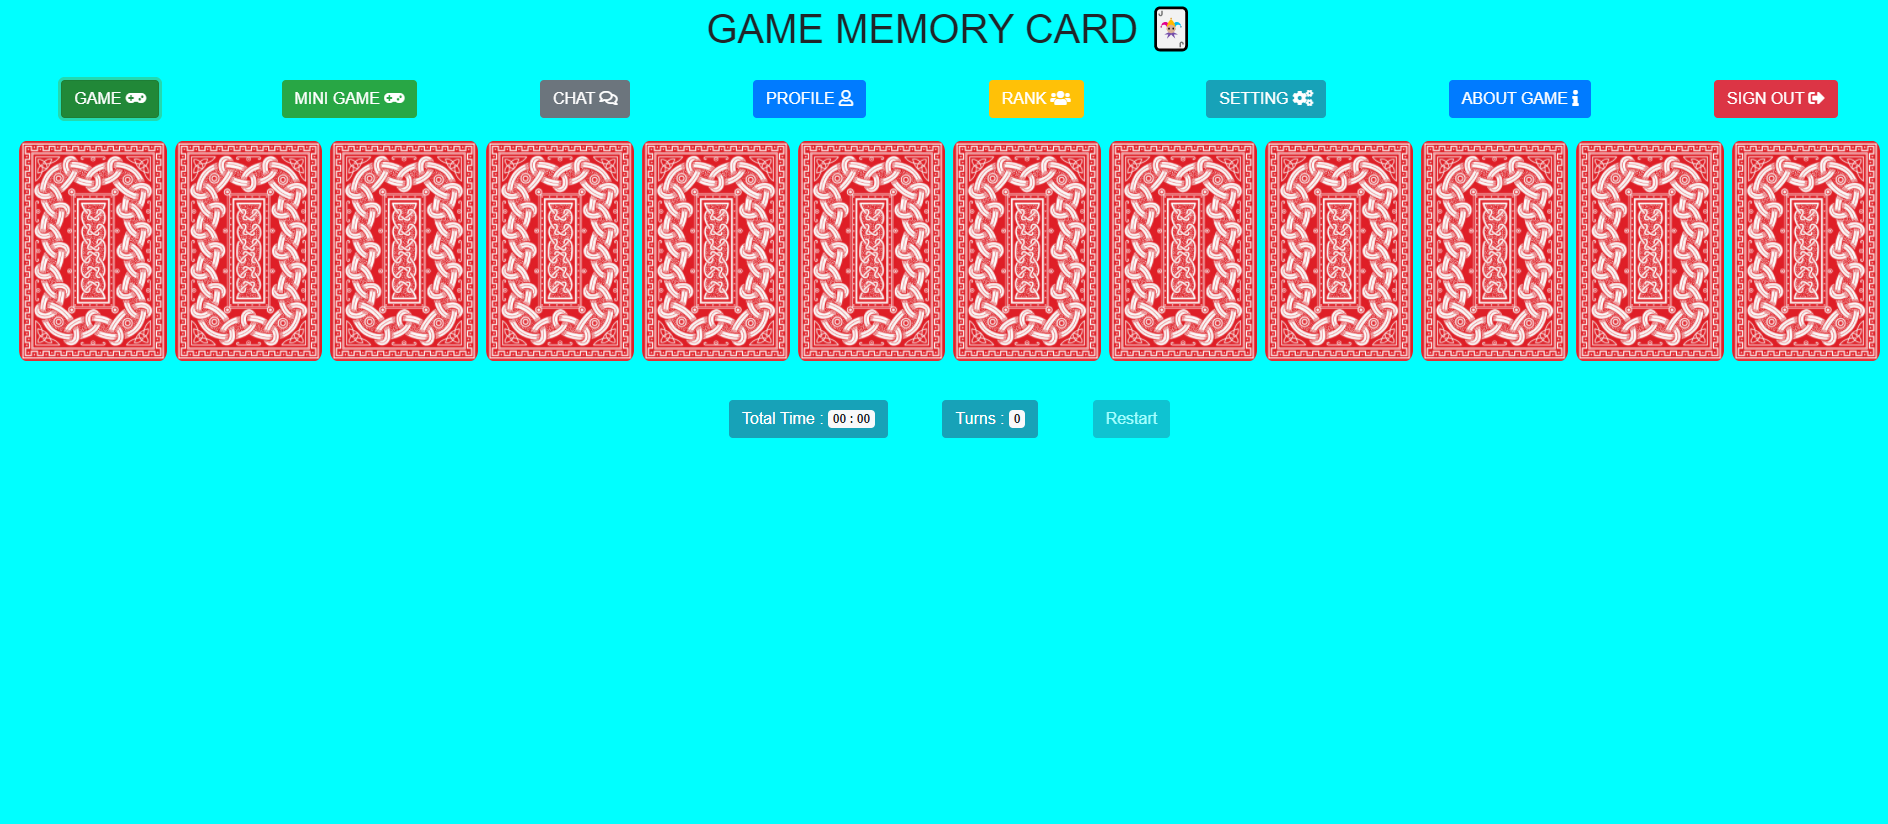 GAME MEMORY CARD
GAME
MINI GAME
CHAT
PROFILE
RANK
SETTING
ABOUT GAME
SIGN OUT
Total Time : 00 : 00
Turns : 0
Restart